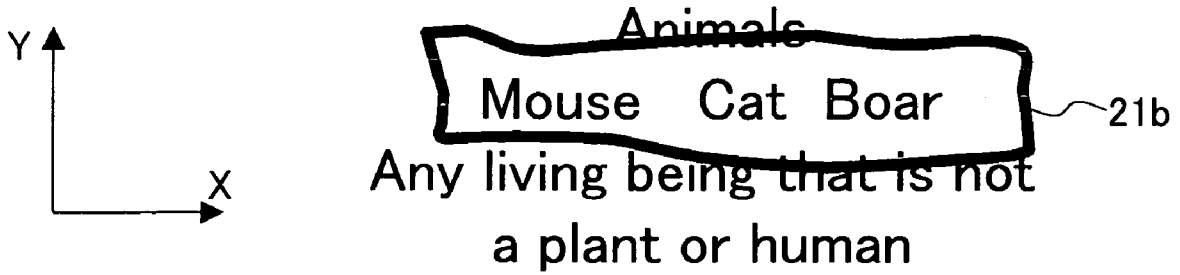 Animals
Y
Mouse Cat Boar
21b
Any living being that is not
X
a plant or human